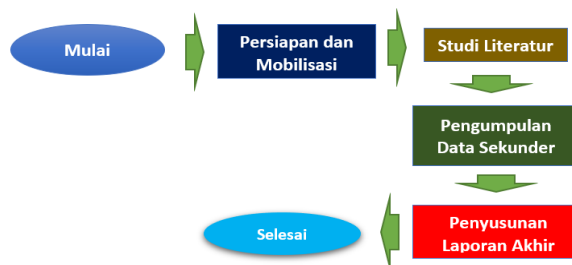 Mulai
Persiapan dan
Mobilisasi
Studi Literatur
Pengumpulan
Data Sekunder
Penyusunan
Laporan Akhir
Selesai